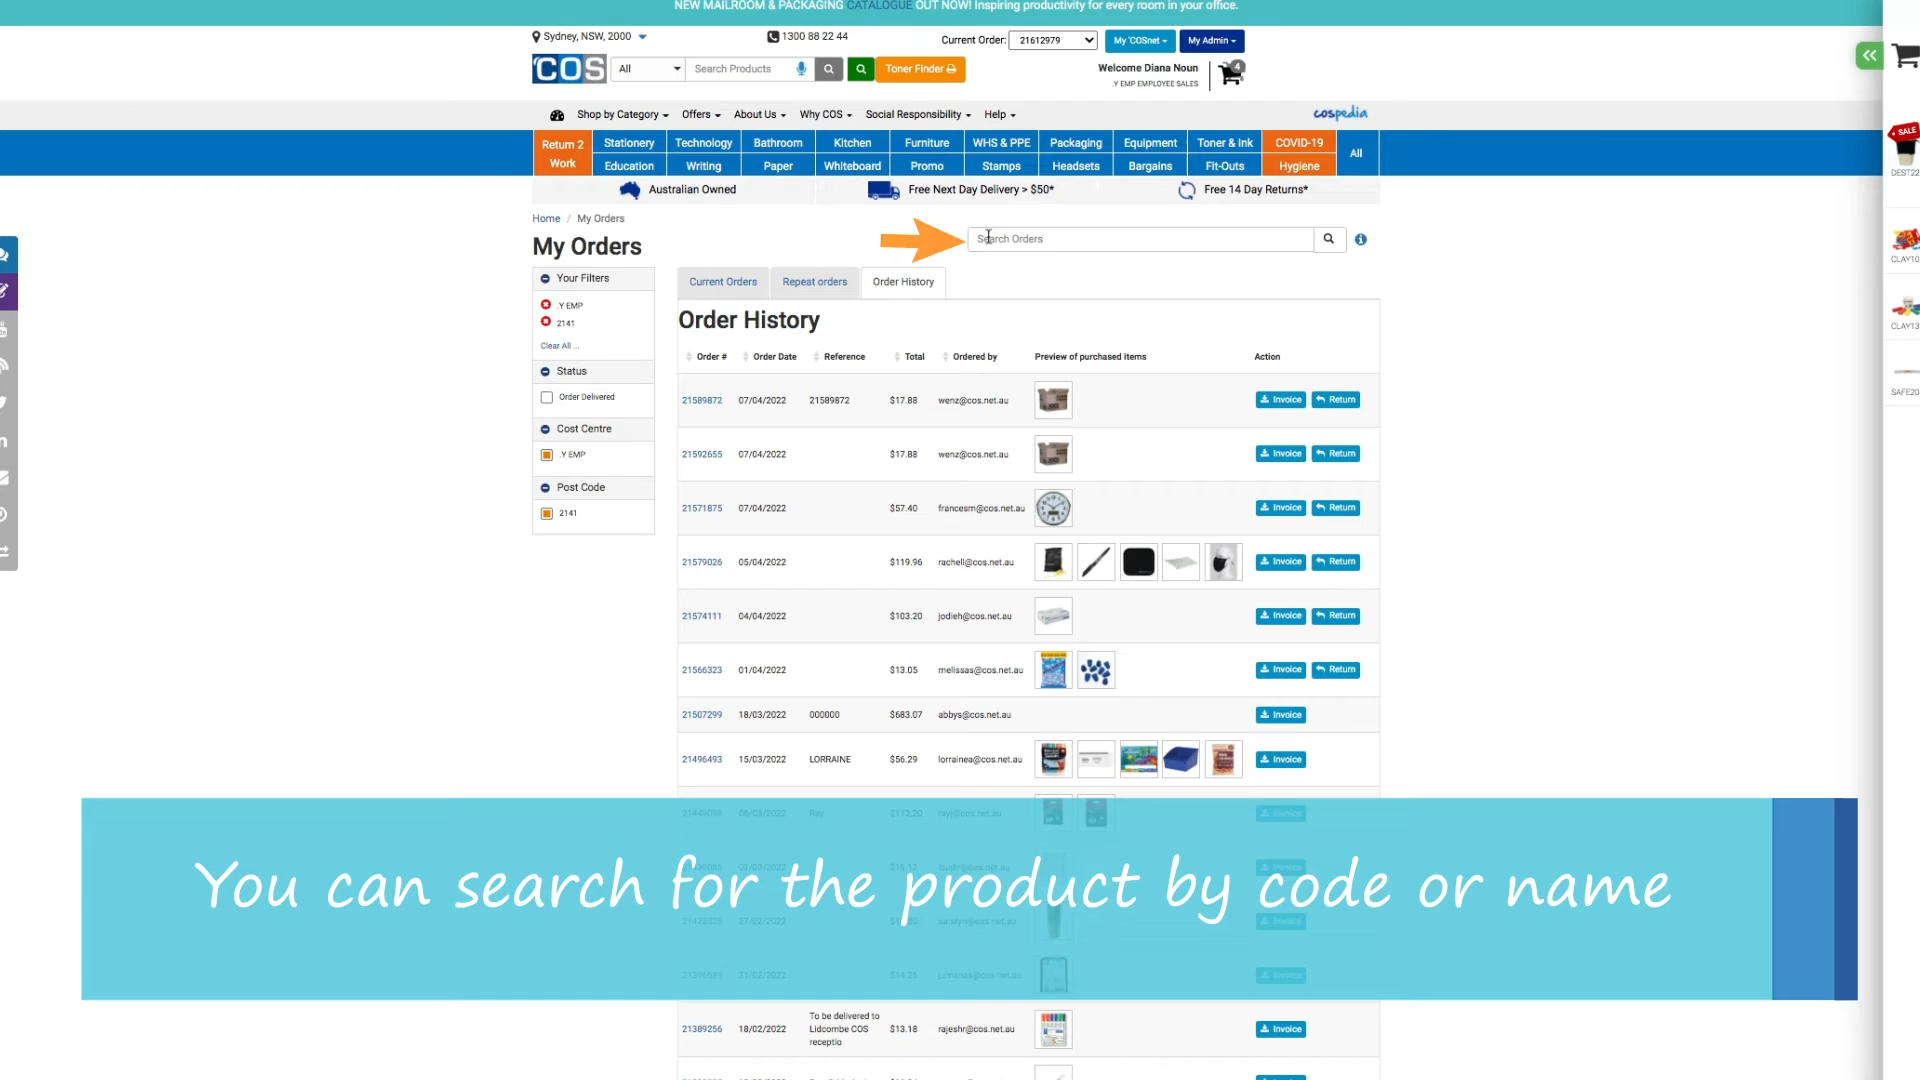 NEW MAILROOM & PACKAGING CATALOGUE OUT NOW! Inspiring productivity for every room in your office.
Sydney, NSW, 2000
1300 88 22 44
Current Order: 21612979
My 'COSnet
My Admin
COS
All
Search Products
Toner Finder
Welcome Diana Noun
.Y EMP EMPLOYEE SALES
4
Shop by Category
Offers
About Us
Why COS
Social Responsibility
Help
cospedia
Return 2 Work
Stationery Technology Bathroom Kitchen Furniture WHS & PPE Packaging Equipment Toner & Ink COVID-19
Education Writing Paper Whiteboard Promo Stamps Headsets Bargains Fit-Outs Hygiene
All
Australian Owned
Free Next Day Delivery > $50*
Free 14 Day Returns*
SALE
DEST22
CLAY10
CLAY13
SAFE20
Home / My Orders
My Orders
Search Orders
Your Filters
.Y EMP
2141
Clear All ...
Status
Order Delivered
Cost Centre
.Y EMP
Post Code
2141
Current Orders
Repeat orders
Order History
Order History
Order # Order Date Reference Total Ordered by Preview of purchased items Action
21589872 07/04/2022 21589872 $17.88 wenz@cos.net.au Invoice Return
21592655 07/04/2022 $17.88 wenz@cos.net.au Invoice Return
21571875 07/04/2022 $57.40 francesm@cos.net.au Invoice Return
21579026 05/04/2022 $119.96 rachell@cos.net.au Invoice Return
21574111 04/04/2022 $103.20 jodieh@cos.net.au Invoice Return
21566323 01/04/2022 $13.05 melissas@cos.net.au Invoice Return
21507299 18/03/2022 000000 $683.07 abbys@cos.net.au Invoice
21496493 15/03/2022 LORRAINE $56.29 lorrainea@cos.net.au Invoice
You can search for the product by code or name
21389256 18/02/2022 To be delivered to Lidcombe COS receptio $13.18 rajeshr@cos.net.au Invoice